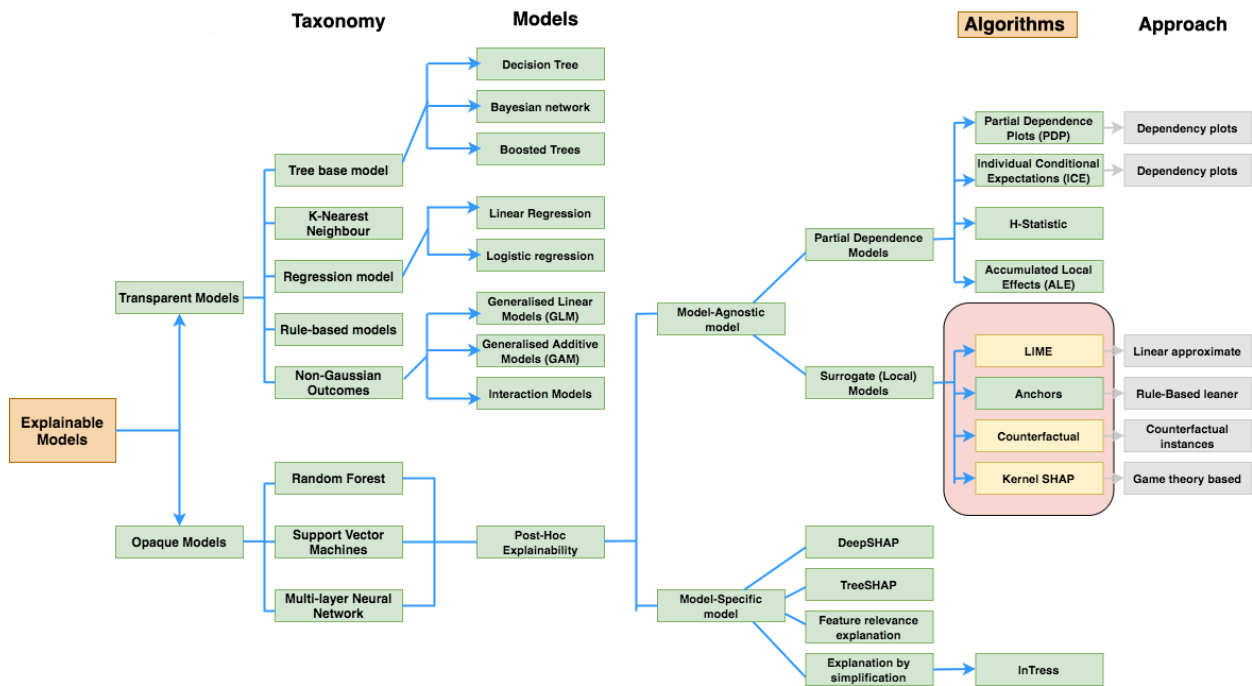 Taxonomy
Models
Algorithms
Approach
Explainable
Models
Transparent Models
Opaque Models
Tree base model
K-Nearest
Neighbour
Regression model
Rule-based models
Non-Gaussian
Outcomes
Random Forest
Support Vector
Machines
Multi-layer Neural
Network
Decision Tree
Bayesian network
Boosted Trees
Linear Regression
Logistic regression
Generalised Linear
Models (GLM)
Generalised Additive
Models (GAM)
Interaction Models
Post-Hoc
Explainability
Model-Agnostic
model
Model-Specific
model
Partial Dependence
Models
Surrogate (Local)
Models
DeepSHAP
TreeSHAP
Feature relevance
explanation
Explanation by
simplification
Partial Dependence
Plots (PDP)
Individual Conditional
Expectations (ICE)
H-Statistic
Accumulated Local
Effects (ALE)
LIME
Anchors
Counterfactual
Kernel SHAP
InTress
Dependency plots
Dependency plots
Linear approximate
Rule-Based leaner
Counterfactual
instances
Game theory based